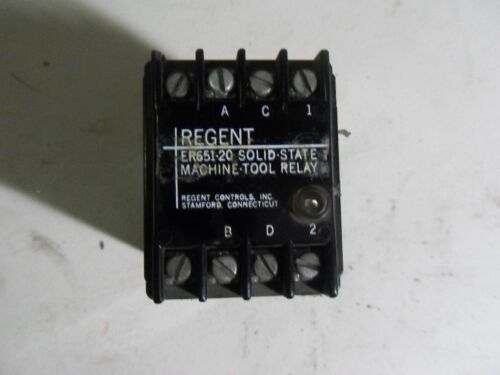 A C 1
REGENT
ER651-20 SOLID-STATE
MACHINE-TOOL RELAY
REGENT CONTROLS, INC.
STAMFORD, CONNECTICUT
B D 2